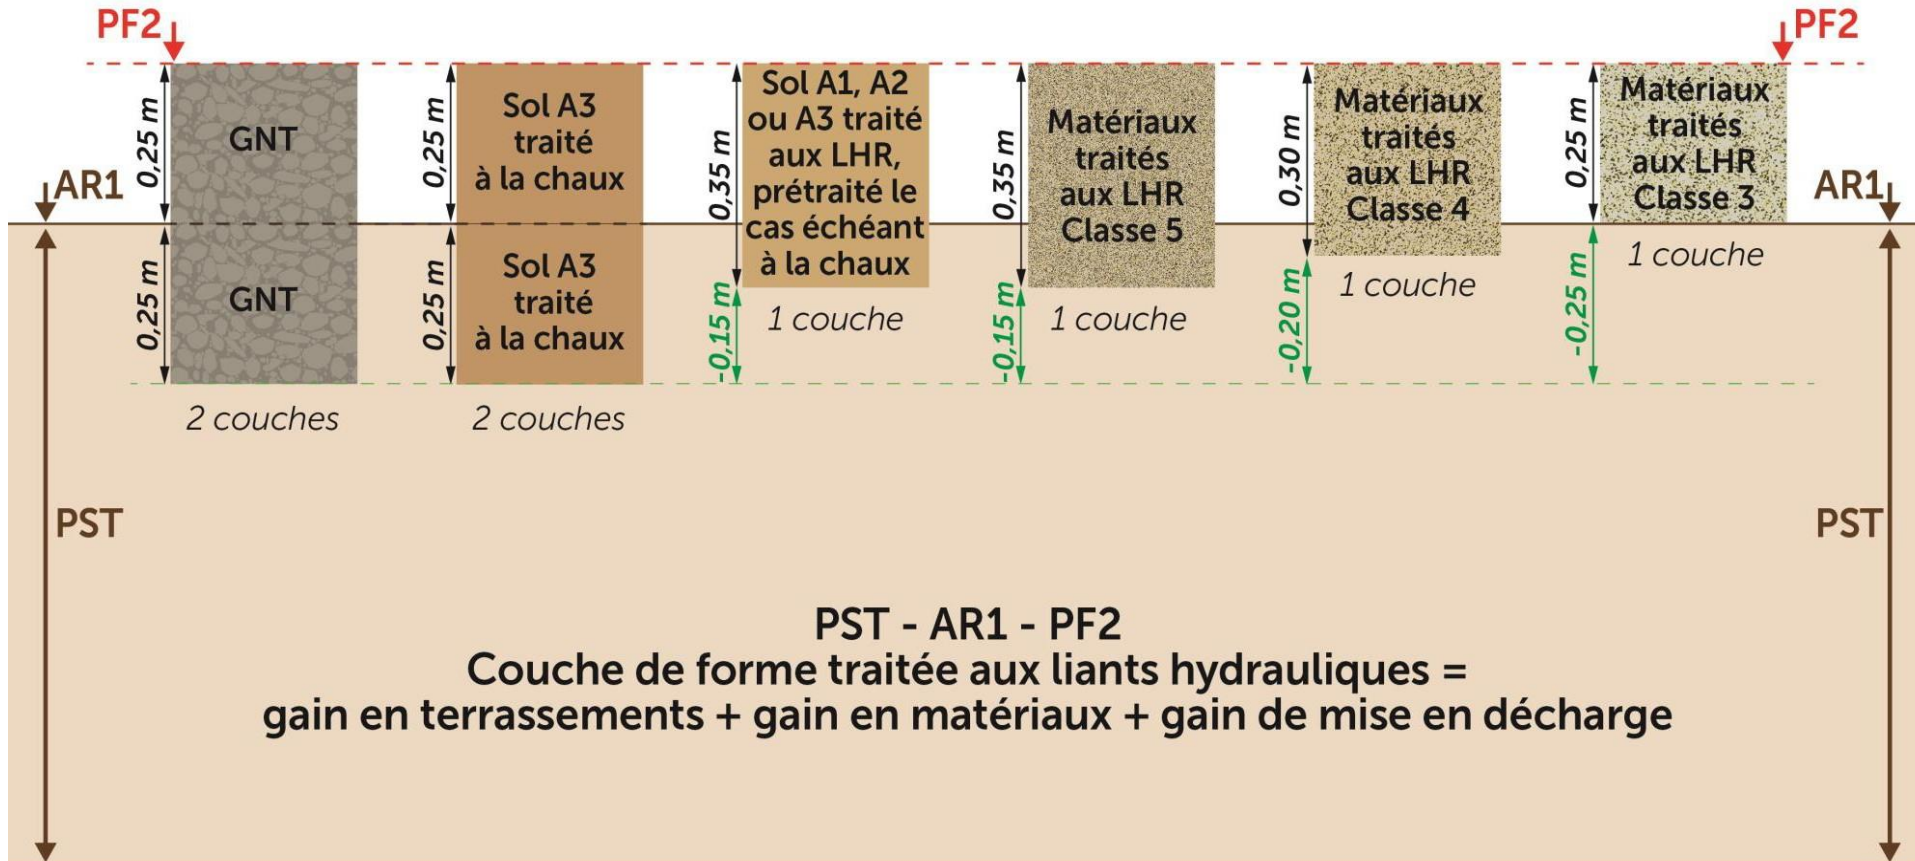 PF2
PF2
0,25 m
GNT
0,25 m
GNT
2 couches
0,25 m
Sol A3
traité
à la chaux
0,25 m
Sol A3
traité
à la chaux
2 couches
0,35 m
Sol A1, A2
ou A3 traité
aux LHR,
prétraité le
cas échéant
à la chaux
-0,15 m
1 couche
0,35 m
Matériaux
traités
aux LHR
Classe 5
-0,15 m
1 couche
0,30 m
Matériaux
traités
aux LHR
Classe 4
-0,20 m
1 couche
0,25 m
Matériaux
traités
aux LHR
Classe 3
-0,25 m
1 couche
AR1
AR1
PST
PST
PST - AR1 - PF2
Couche de forme traitée aux liants hydrauliques =
gain en terrassements + gain en matériaux + gain de mise en décharge